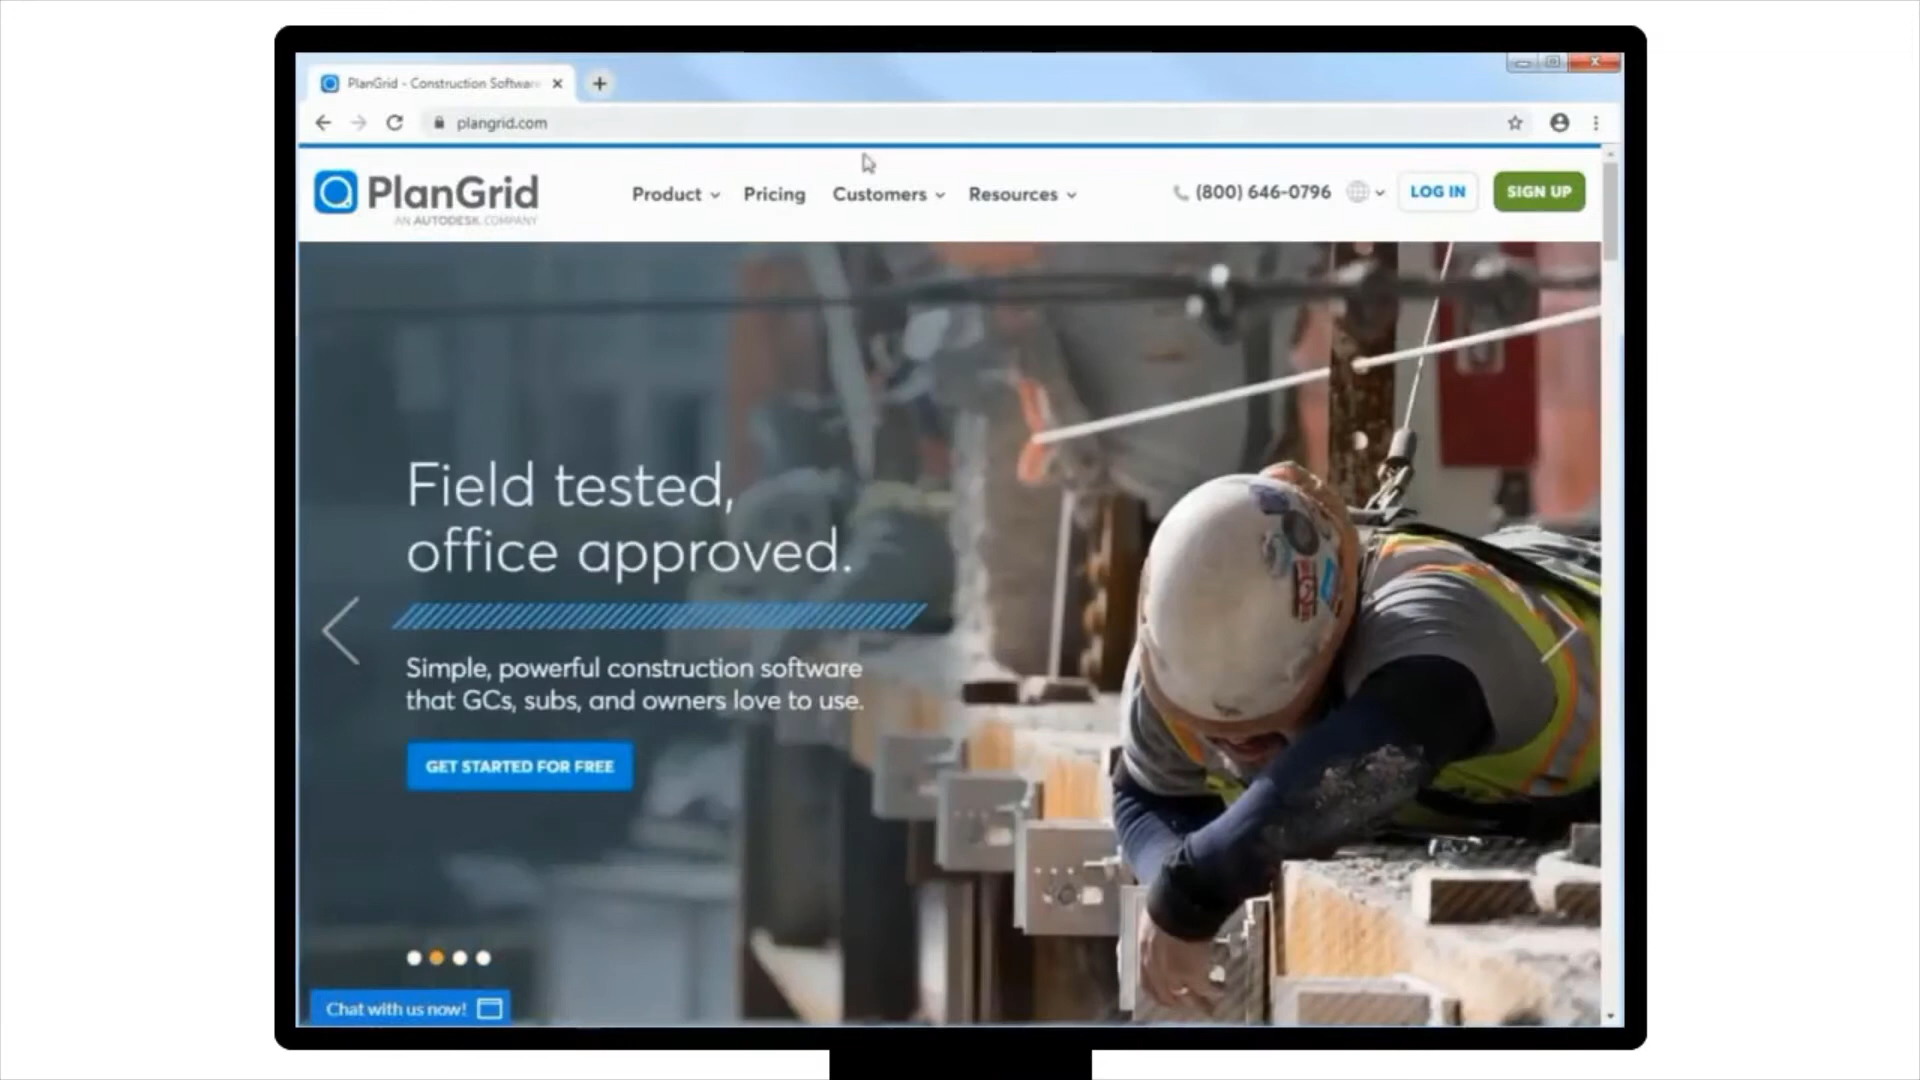 PlanGrid - Construction Software
plangrid.com
PlanGrid
AN AUTODESK COMPANY
Product
Pricing
Customers
Resources
(800) 646-0796
LOG IN
SIGN UP
Field tested,
office approved.
Simple, powerful construction software
that GCs, subs, and owners love to use.
GET STARTED FOR FREE
Chat with us now!